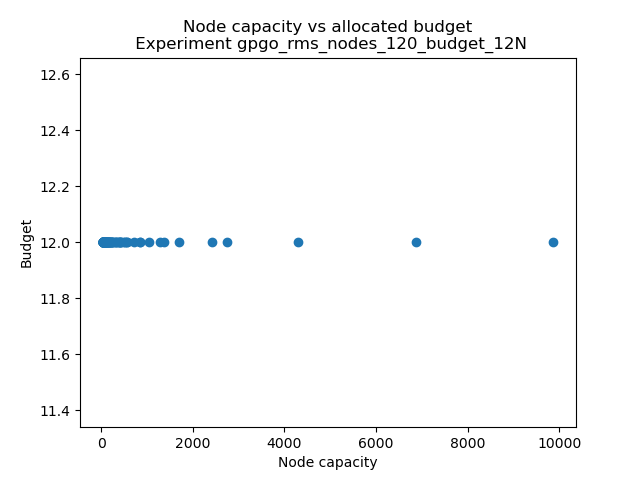 Node capacity vs allocated budget
Experiment gpgo_rms_nodes_120_budget_12N
12.6
12.4
12.2
12.0
11.8
11.6
11.4
Budget
0 2000 4000 6000 8000 10000
Node capacity